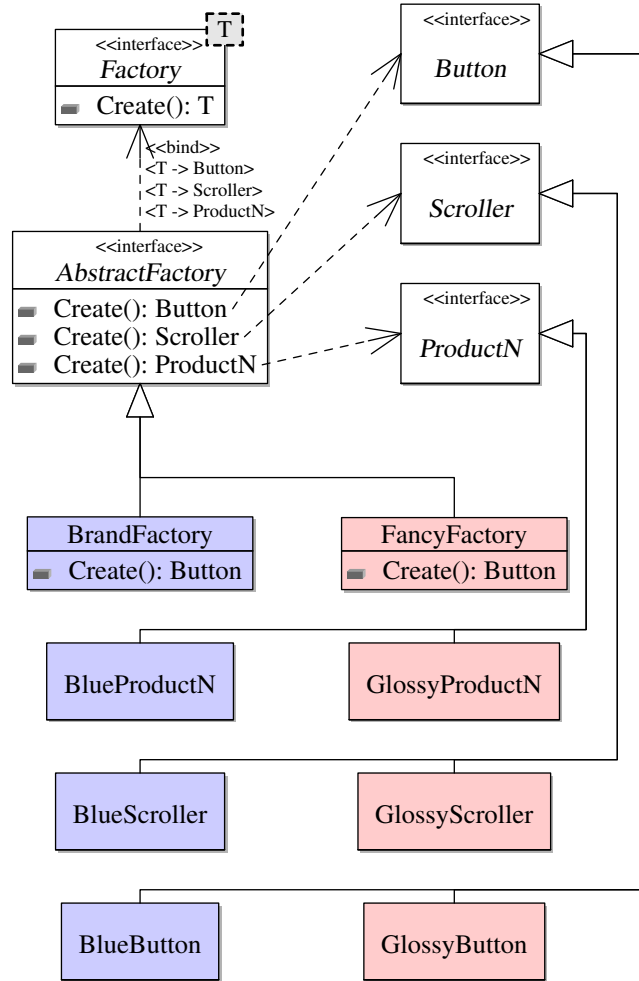 T
<<interface>>
Factory
Create(): T
<<interface>>
Button
<<bind>>
<T -> Button>
<T -> Scroller>
<T -> ProductN>
<<interface>>
Scroller
<<interface>>
AbstractFactory
Create(): Button
Create(): Scroller
Create(): ProductN
<<interface>>
ProductN
BrandFactory
Create(): Button
FancyFactory
Create(): Button
BlueProductN
GlossyProductN
BlueScroller
GlossyScroller
BlueButton
GlossyButton